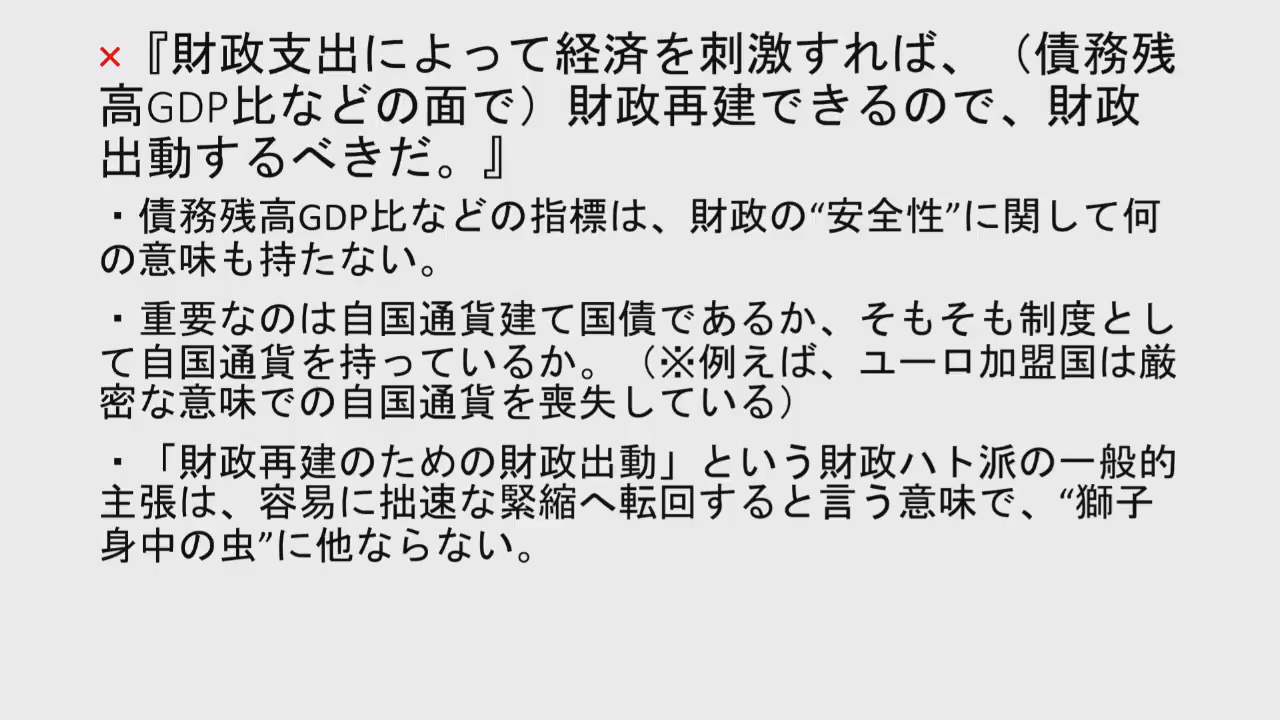 ×『財政支出によって経済を刺激すれば、（債務残
高GDP比などの面で）財政再建できるので、財政
出動するべきだ。』
・債務残高GDP比などの指標は、財政の“安全性”に関して何
の意味も持たない。
・重要なのは自国通貨建て国債であるか、そもそも制度とし
て自国通貨を持っているか。（※例えば、ユーロ加盟国は厳
密な意味での自国通貨を喪失している）
・「財政再建のための財政出動」という財政ハト派の一般的
主張は、容易に拙速な緊縮へ転回すると言う意味で、“獅子
身中の虫”に他ならない。